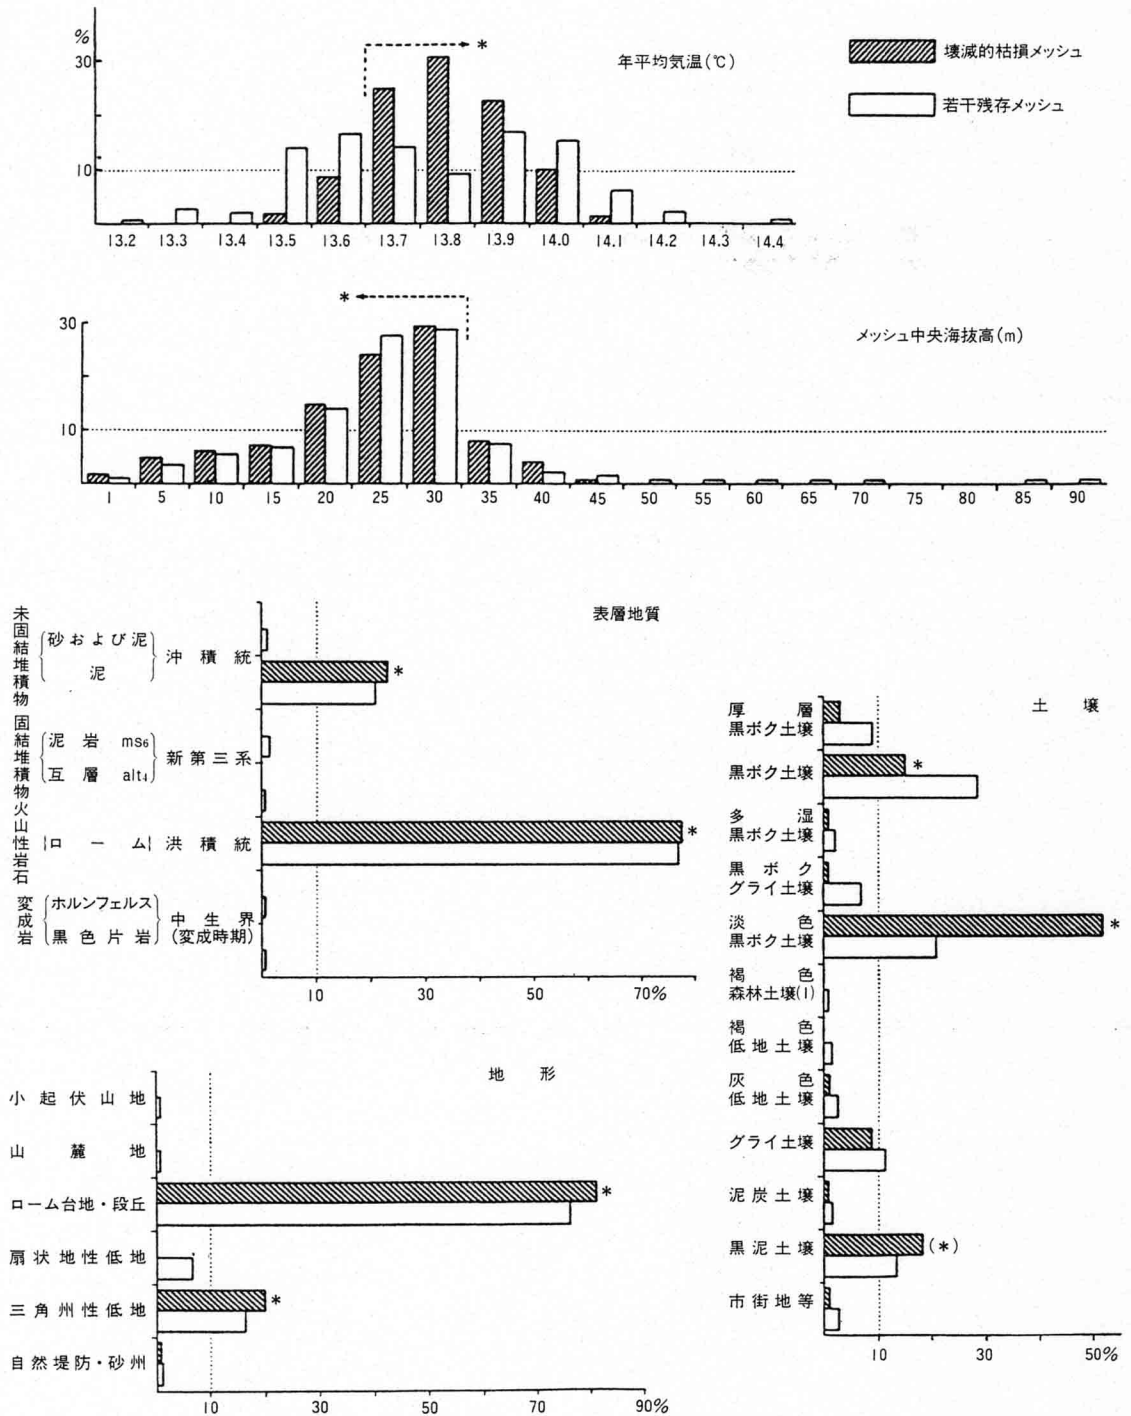 %
30
10
*
年平均気温(℃)
壊滅的枯損メッシュ
若干残存メッシュ
13.2 13.3 13.4 13.5 13.6 13.7 13.8 13.9 14.0 14.1 14.2 14.3 14.4
*
30
10
メッシュ中央海抜高(m)
1 5 10 15 20 25 30 35 40 45 50 55 60 65 70 75 80 85 90
表層地質
未固結堆積物
砂および泥
泥
沖積統
*
固結堆積物
泥岩 ms6
互層 alt4
新第三系
火山性岩石
ローム
洪積統
*
変成岩
ホルンフェルス
黒色片岩
中生界
(変成時期)
10 30 50 70%
地形
小起伏山地
山麓地
ローム台地・段丘
*
扇状地性低地
三角州性低地
*
自然堤防・砂州
10 30 50 70 90%
土壌
厚層
黒ボク土壌
黒ボク土壌
*
多湿
黒ボク土壌
黒ボク
グライ土壌
淡色
黒ボク土壌
*
褐色
森林土壌(1)
褐色
低地土壌
灰色
低地土壌
グライ土壌
泥炭土壌
黒泥土壌
(*)
市街地等
10 30 50%